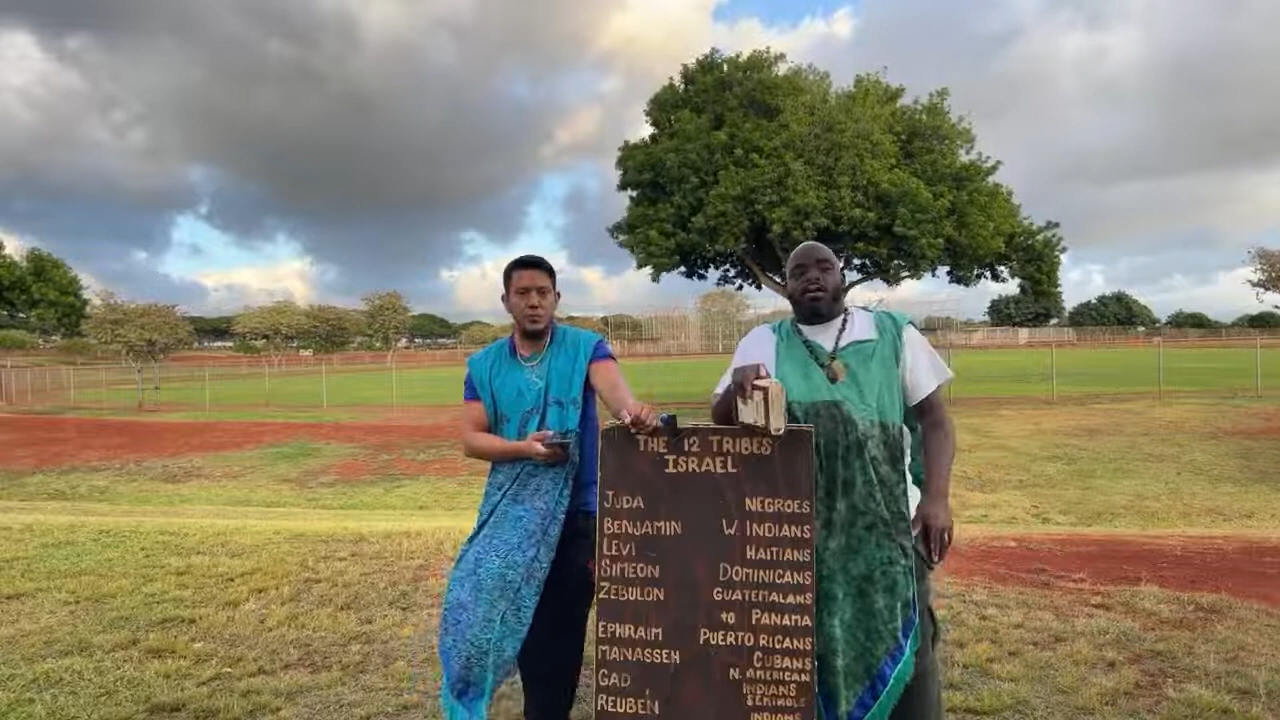 THE 12 TRIBES
ISRAEL
JUDA NEGROES
BENJAMIN W. INDIANS
LEVI HAITIANS
SIMEON DOMINICANS
ZEBULON GUATEMALANS
to PANAMA
EPHRAIM PUERTO RICANS
MANASSEH CUBANS
GAD N. AMERICAN
INDIANS
REUBEN SEMINOLE
INDIANS